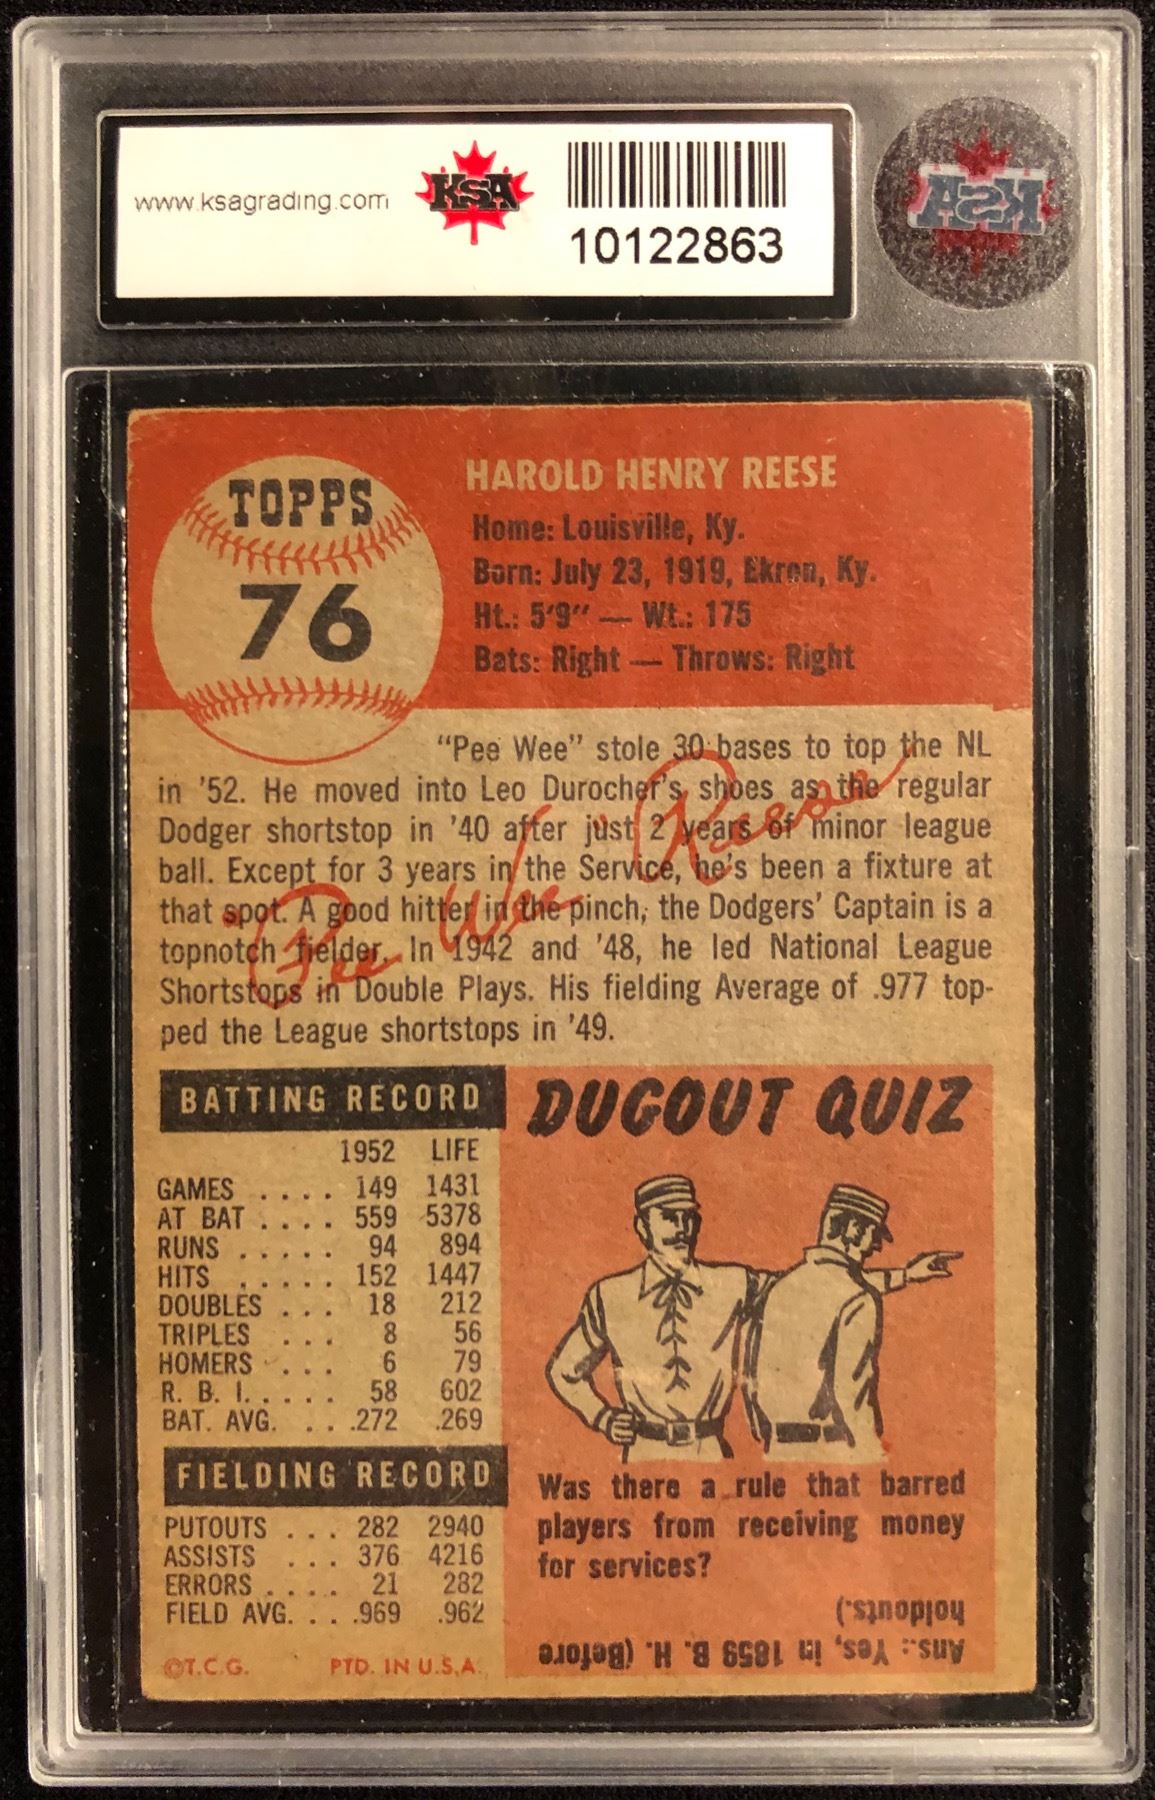 www.ksagrading.com
KSA
10122863
KSA
TOPPS
76
HAROLD HENRY REESE
Home: Louisville, Ky.
Born: July 23, 1919, Ekron, Ky.
Ht.: 5'9" — Wt.: 175
Bats: Right — Throws: Right
"Pee Wee" stole 30 bases to top the NL
in '52. He moved into Leo Durocher's shoes as the regular
Dodger shortstop in '40 after just 2 years of minor league
ball. Except for 3 years in the Service, he's been a fixture at
that spot. A good hitter in the pinch, the Dodgers' Captain is a
topnotch fielder. In 1942 and '48, he led National League
Shortstops in Double Plays. His fielding Average of .977 top-
ped the League shortstops in '49.
"Pee Wee" Reese
BATTING RECORD
1952 LIFE
GAMES .... 149 1431
AT BAT .... 559 5378
RUNS ..... 94 894
HITS ..... 152 1447
DOUBLES ... 18 212
TRIPLES ... 8 56
HOMERS ... 6 79
R. B. I. .... 58 602
BAT. AVG. .. .272 .269
FIELDING RECORD
PUTOUTS ... 282 2940
ASSISTS ... 376 4216
ERRORS .... 21 282
FIELD AVG. .. .969 .962
©T.C.G. PTD. IN U.S.A.
DUGOUT QUIZ
Was there a rule that barred
players from receiving money
for services?
Ans.: Yes, in 1859 B. H. (Before
holdouts.)